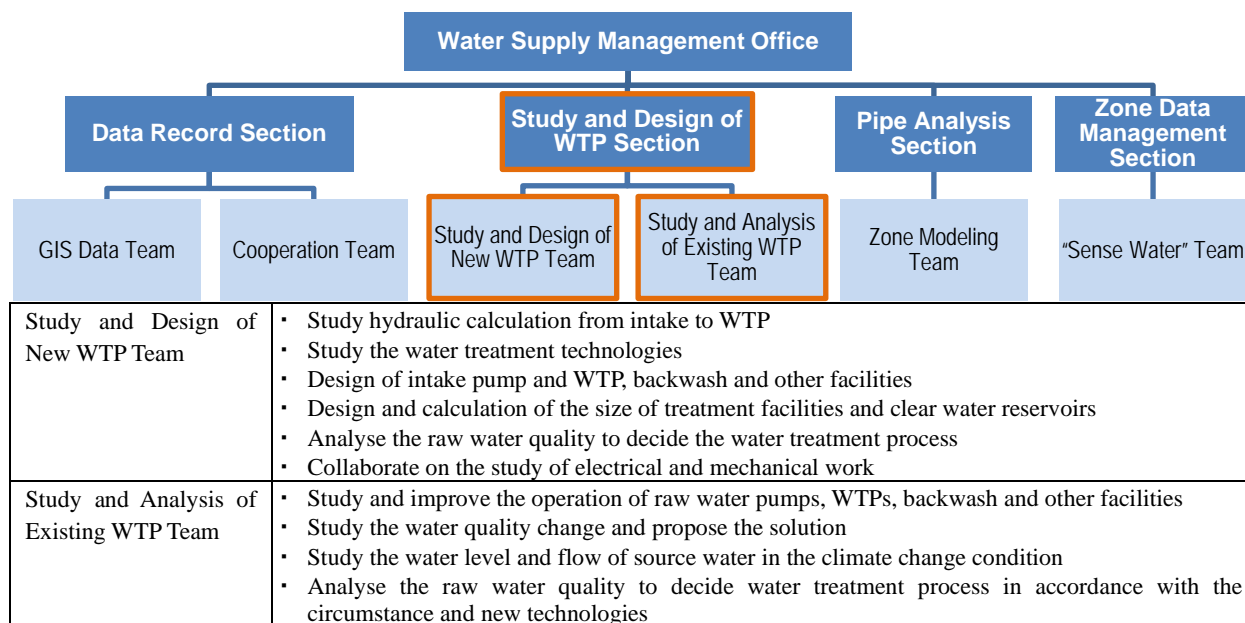 Water Supply Management Office
Data Record Section
Study and Design of
WTP Section
Pipe Analysis
Section
Zone Data
Management
Section
GIS Data Team
Cooperation Team
Study and Design of
New WTP Team
Study and Analysis
of Existing WTP
Team
Zone Modeling
Team
“Sense Water” Team
Study and Design of
New WTP Team
・ Study hydraulic calculation from intake to WTP
・ Study the water treatment technologies
・ Design of intake pump and WTP, backwash and other facilities
・ Design and calculation of the size of treatment facilities and clear water reservoirs
・ Analyse the raw water quality to decide the water treatment process
・ Collaborate on the study of electrical and mechanical work
Study and Analysis of
Existing WTP Team
・ Study and improve the operation of raw water pumps, WTPs, backwash and other facilities
・ Study the water quality change and propose the solution
・ Study the water level and flow of source water in the climate change condition
・ Analyse the raw water quality to decide water treatment process in accordance with the
circumstance and new technologies